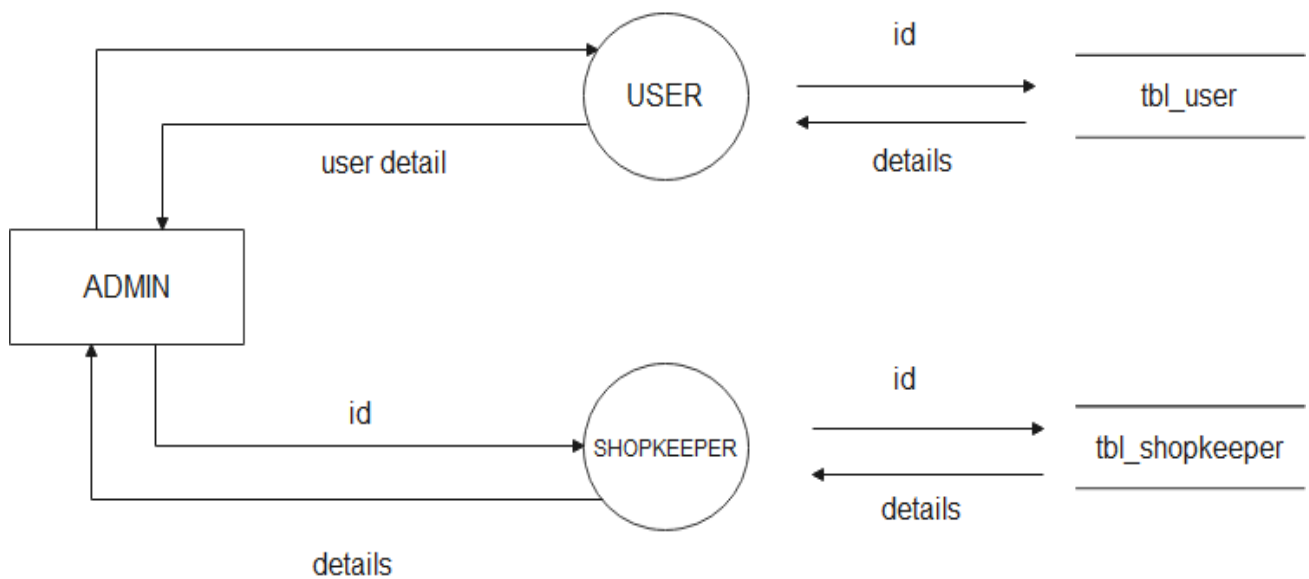 id
USER
tbl_user
user detail
details
ADMIN
id
id
SHOPKEEPER
tbl_shopkeeper
details
details